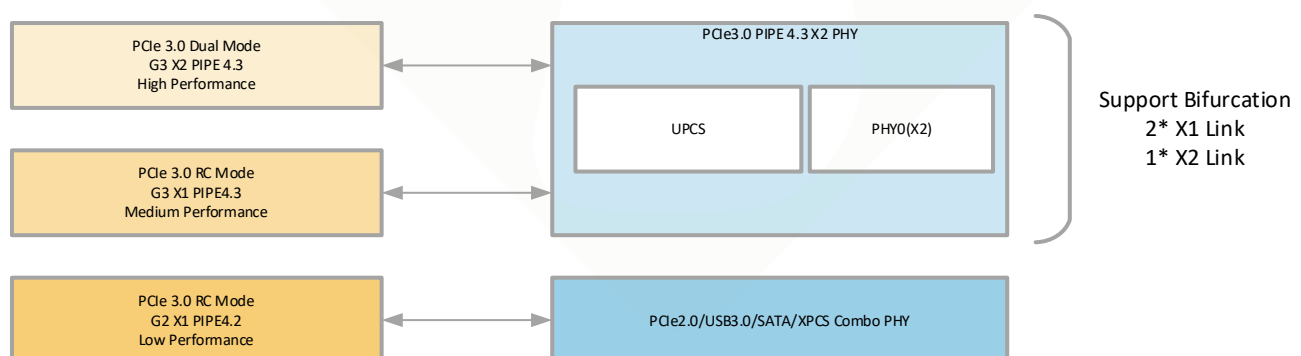 PCIe 3.0 Dual Mode
G3 X2 PIPE 4.3
High Performance
PCIe3.0 PIPE 4.3 X2 PHY
UPCS
PHY0(X2)
Support Bifurcation
2* X1 Link
1* X2 Link
PCIe 3.0 RC Mode
G3 X1 PIPE4.3
Medium Performance
PCIe 3.0 RC Mode
G2 X1 PIPE4.2
Low Performance
PCIe2.0/USB3.0/SATA/XPCS Combo PHY